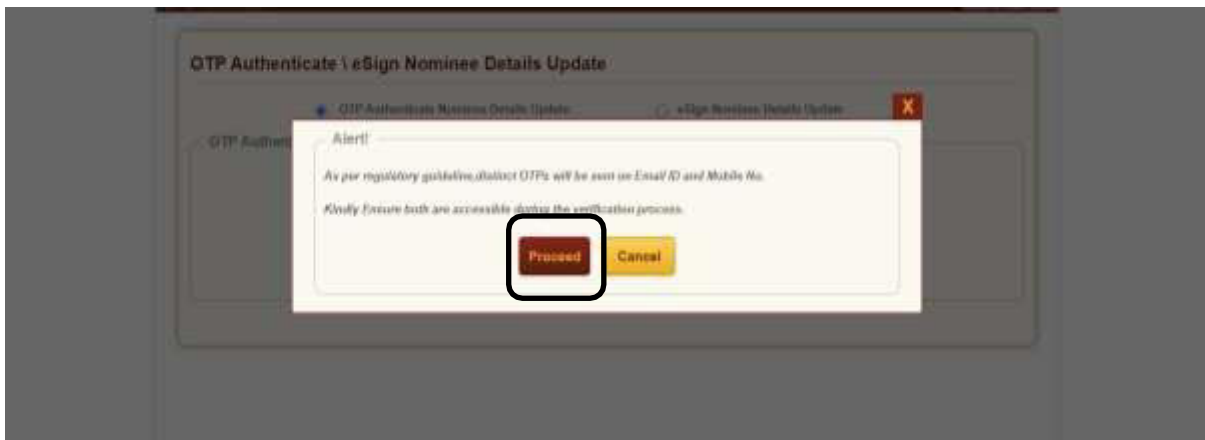 OTP Authenticate \ eSign Nominee Details Update
OTP Authenticate Nominee Details Update
eSign Nominee Details Update
X
OTP Authent
Alert!
As per regulatory guideline,distinct OTPs will be sent on Email ID and Mobile No.
Kindly Ensure both are accessible during the verification process.
Proceed
Cancel